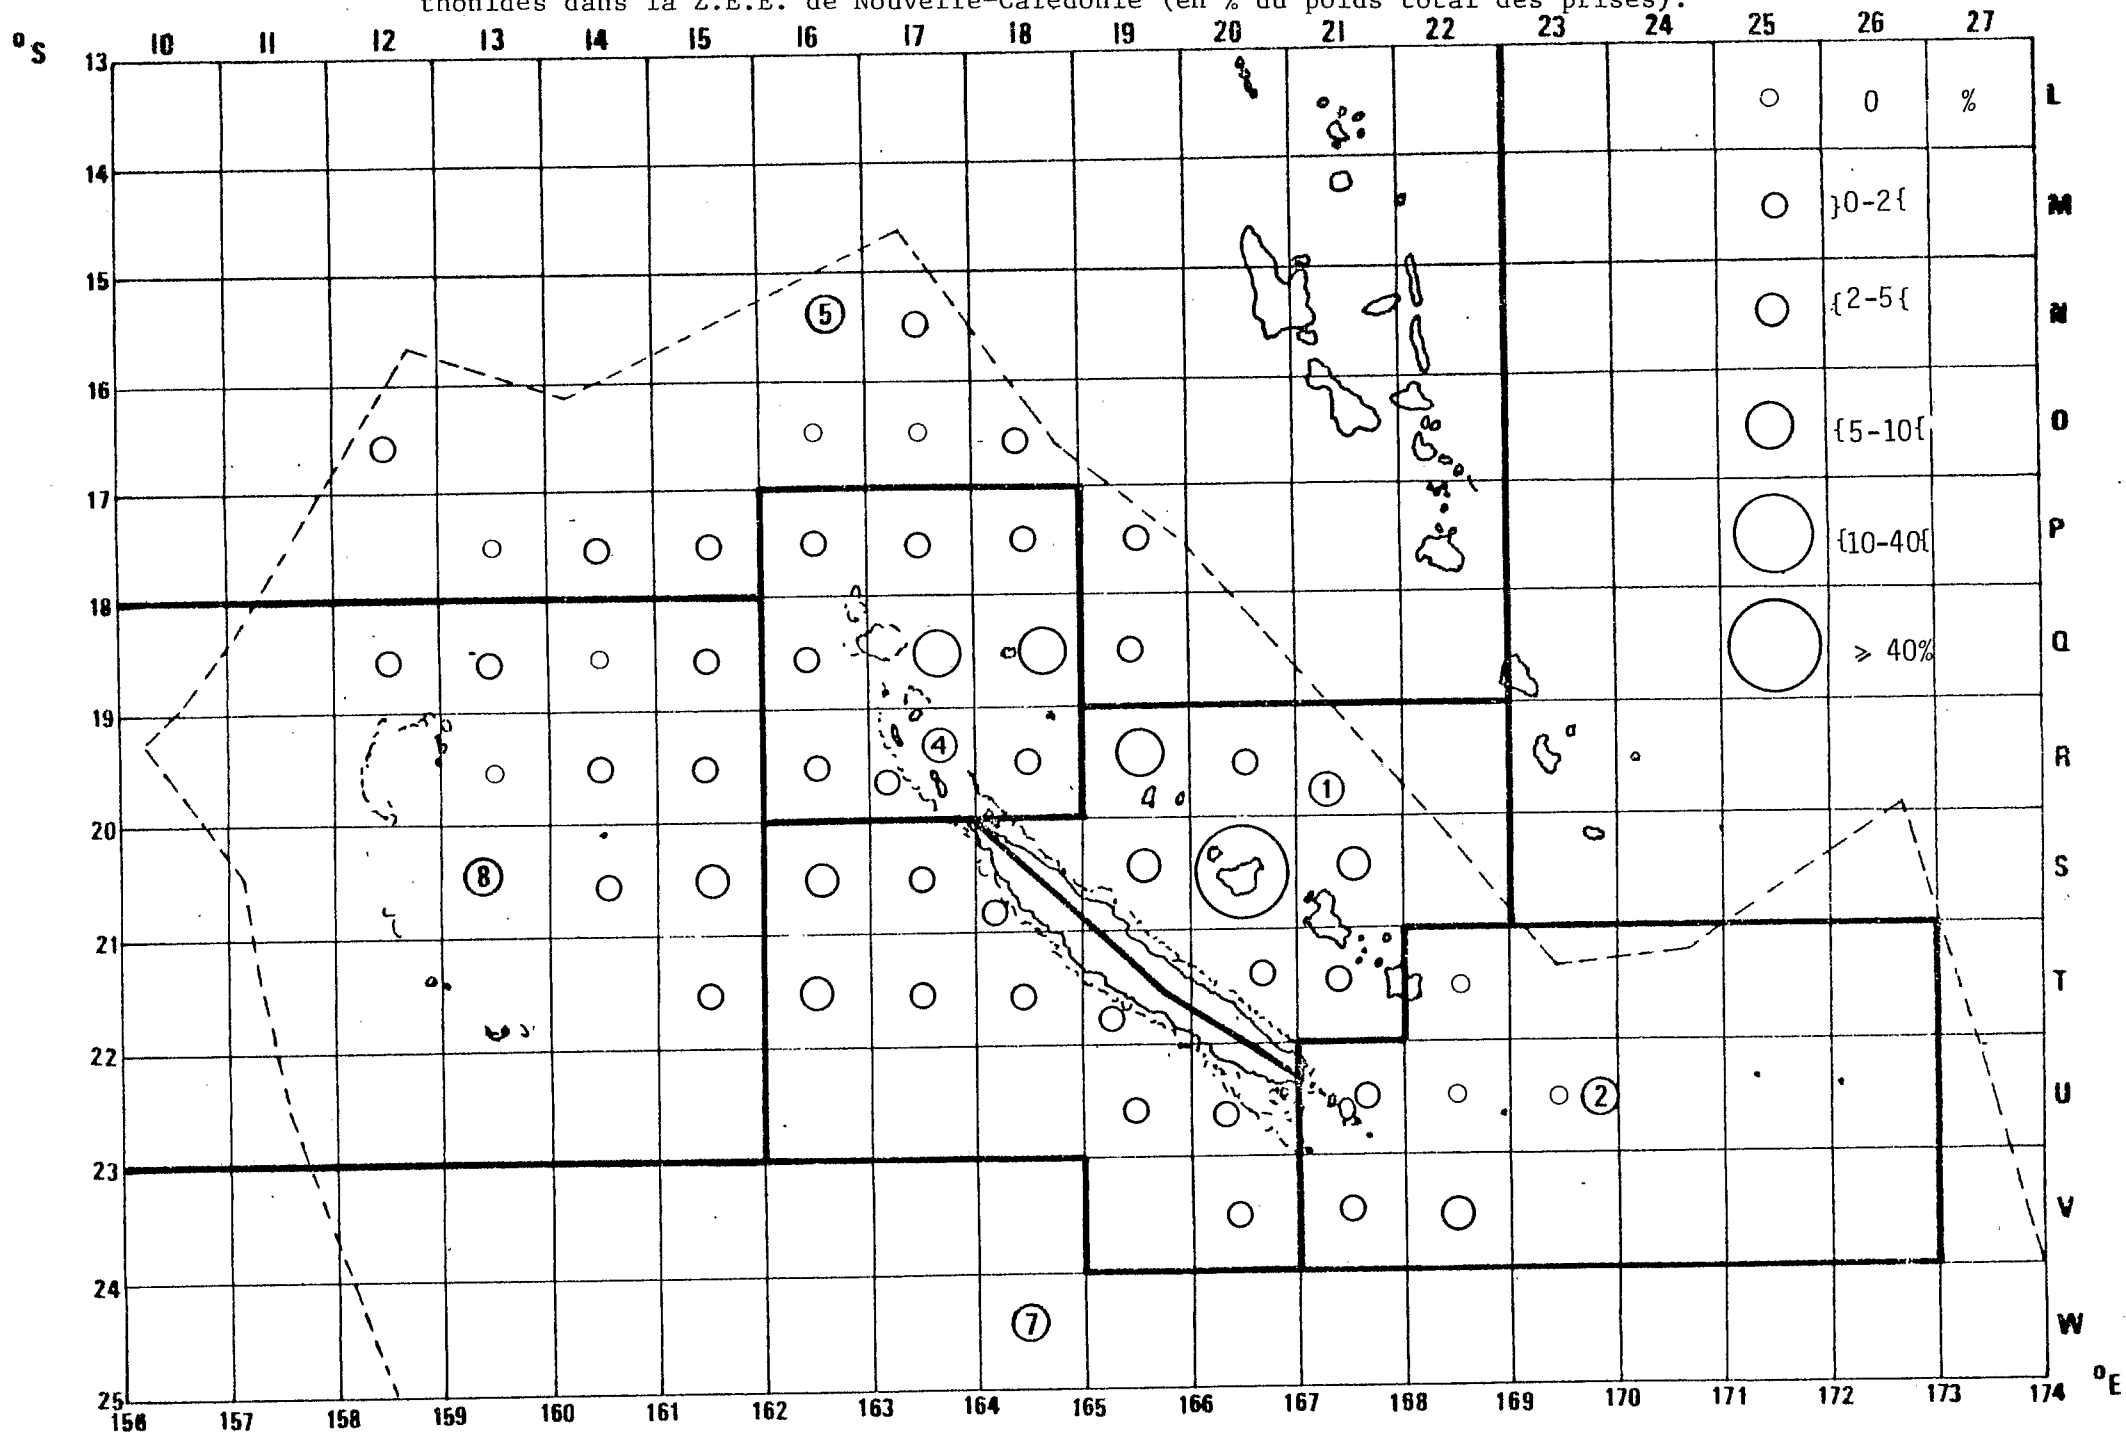 thonidés dans la Z.E.E. de Nouvelle-Calédonie (en % du poids total des prises).
°S 10 11 12 13 14 15 16 17 18 19 20 21 22 23 24 25 26 27
13
0 %
L
14
}0-2{
M
15
5
{2-5{
N
16
{5-10{
O
17
{10-40{
P
18
≥ 40%
Q
19
4
1
R
20
8
S
21
T
22
2
U
23
V
24
7
W
25
°E
156 157 158 159 160 161 162 163 164 165 166 167 168 169 170 171 172 173 174